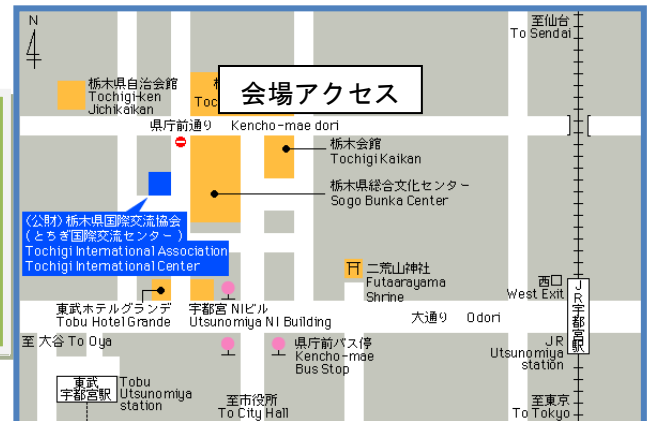 N
至仙台
To Sendai
栃木県自治会館
Tochigi-ken
Jichikaikan
会場アクセス
県庁前通り Kencho-mae dori
栃木会館
Tochigi Kaikan
栃木県総合文化センター
Sogo Bunka Center
(公財)栃木県国際交流協会
(とちぎ国際交流センター)
Tochigi International Association
Tochigi International Center
二荒山神社
Futaarayama
Shrine
西口
West Exit
JR宇都宮駅
東武ホテルグランデ
Tobu Hotel Grande
宇都宮 NIビル
Utsunomiya NI Building
大通り Odori
至 大谷 To Oya
県庁前バス停
Kencho-mae
Bus Stop
JR
Utsunomiya
station
東武
宇都宮駅
Tobu
Utsunomiya
station
至市役所
To City Hall
至東京
To Tokyo